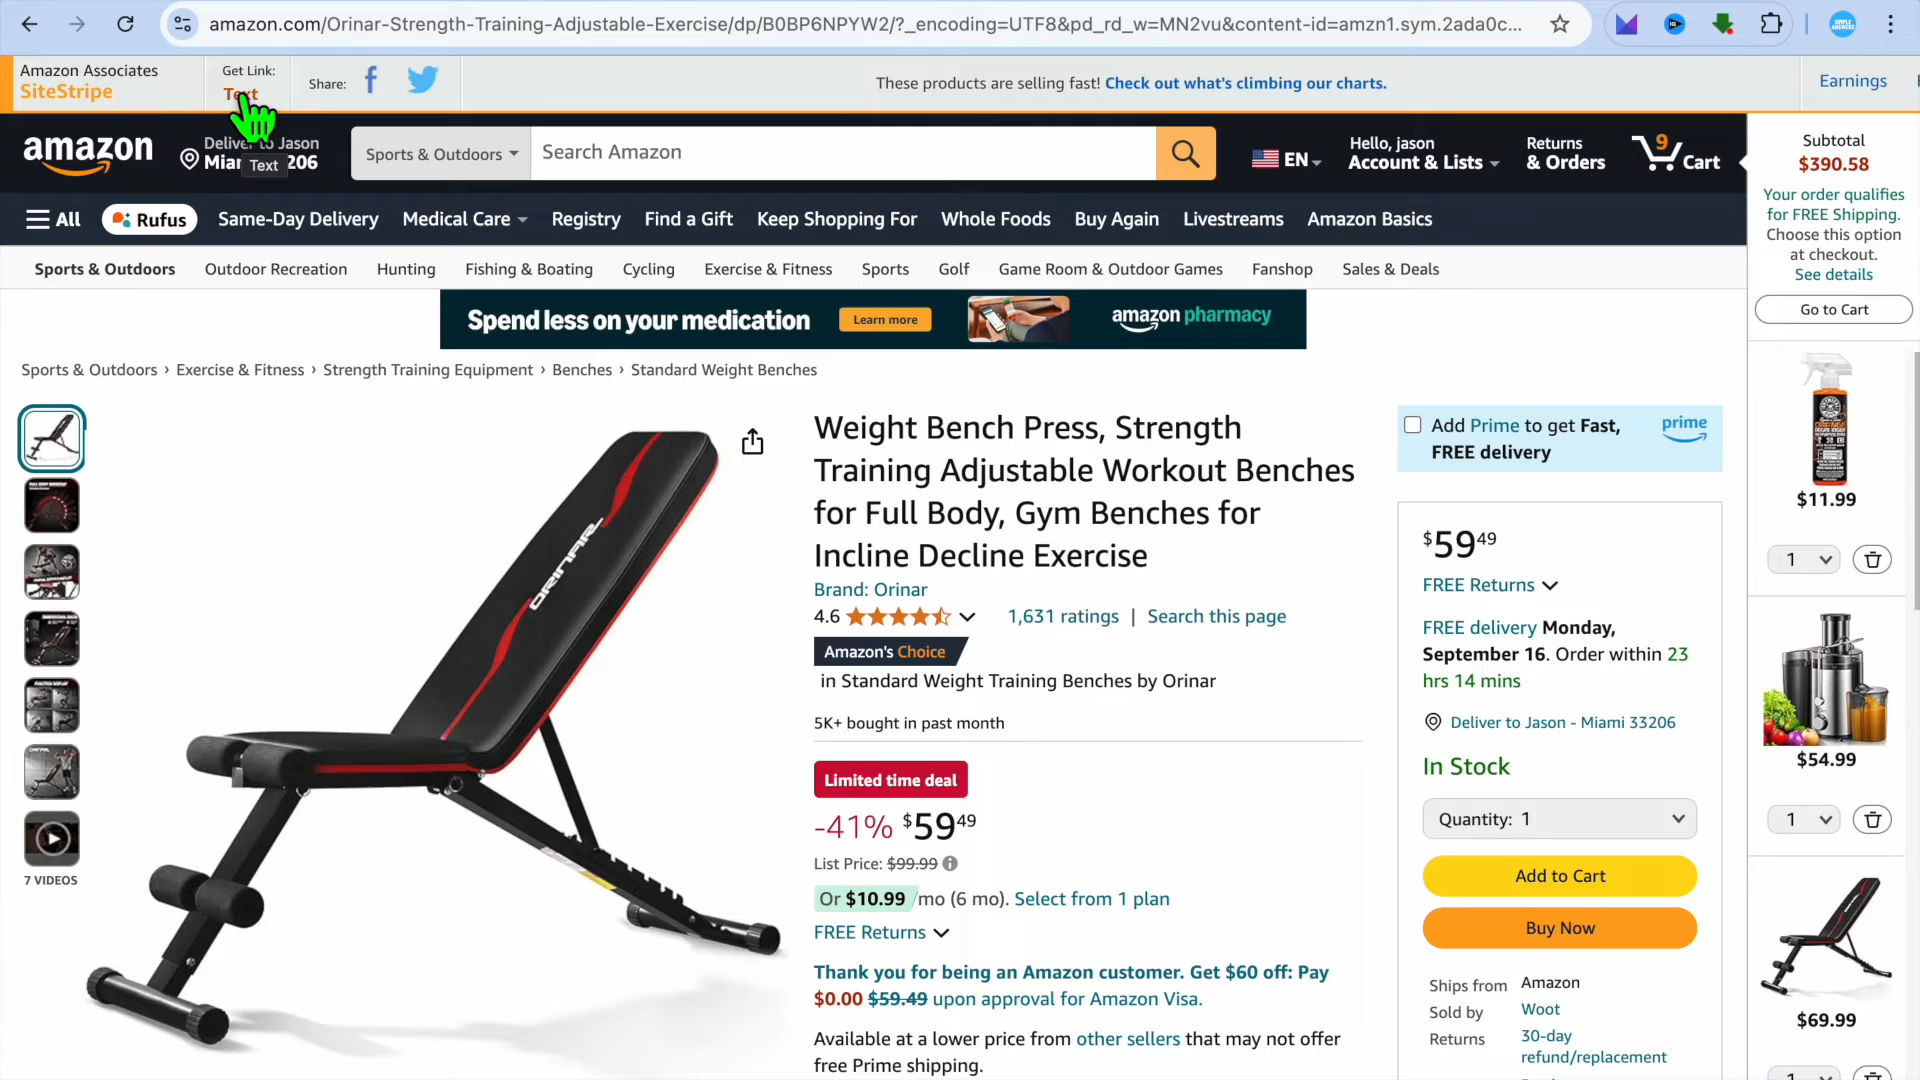 amazon.com/Orinar-Strength-Training-Adjustable-Exercise/dp/B0BP6NPYW2/?_encoding=UTF8&pd_rd_w=MN2vu&content-id=amzn1.sym.2ada0c...
Amazon Associates
SiteStripe
Get Link:
Text
Share:
These products are selling fast! Check out what's climbing our charts.
Earnings
amazon
Deliver to Jason
Text
Sports & Outdoors
Search Amazon
EN
Hello, jason
Account & Lists
Returns
& Orders
9
Cart
Subtotal
$390.58
Your order qualifies
for FREE Shipping.
Choose this option
at checkout.
See details
Go to Cart
All
Rufus
Same-Day Delivery
Medical Care
Registry
Find a Gift
Keep Shopping For
Whole Foods
Buy Again
Livestreams
Amazon Basics
Sports & Outdoors
Outdoor Recreation
Hunting
Fishing & Boating
Cycling
Exercise & Fitness
Sports
Golf
Game Room & Outdoor Games
Fanshop
Sales & Deals
Spend less on your medication
Learn more
amazon pharmacy
Sports & Outdoors › Exercise & Fitness › Strength Training Equipment › Benches › Standard Weight Benches
ORINAR
7 VIDEOS
Weight Bench Press, Strength
Training Adjustable Workout Benches
for Full Body, Gym Benches for
Incline Decline Exercise
Brand: Orinar
4.6
1,631 ratings | Search this page
Amazon's Choice
in Standard Weight Training Benches by Orinar
5K+ bought in past month
Limited time deal
-41% $59 49
List Price: $99.99
Or $10.99 /mo (6 mo). Select from 1 plan
FREE Returns
Thank you for being an Amazon customer. Get $60 off: Pay
$0.00 $59.49 upon approval for Amazon Visa.
Available at a lower price from other sellers that may not offer
free Prime shipping.
Add Prime to get Fast,
FREE delivery
prime
$59 49
FREE Returns
FREE delivery Monday,
September 16. Order within 23
hrs 14 mins
Deliver to Jason - Miami 33206
In Stock
Quantity: 1
Add to Cart
Buy Now
Ships from Amazon
Sold by Woot
Returns 30-day
refund/replacement
$11.99
1
$54.99
1
$69.99
1